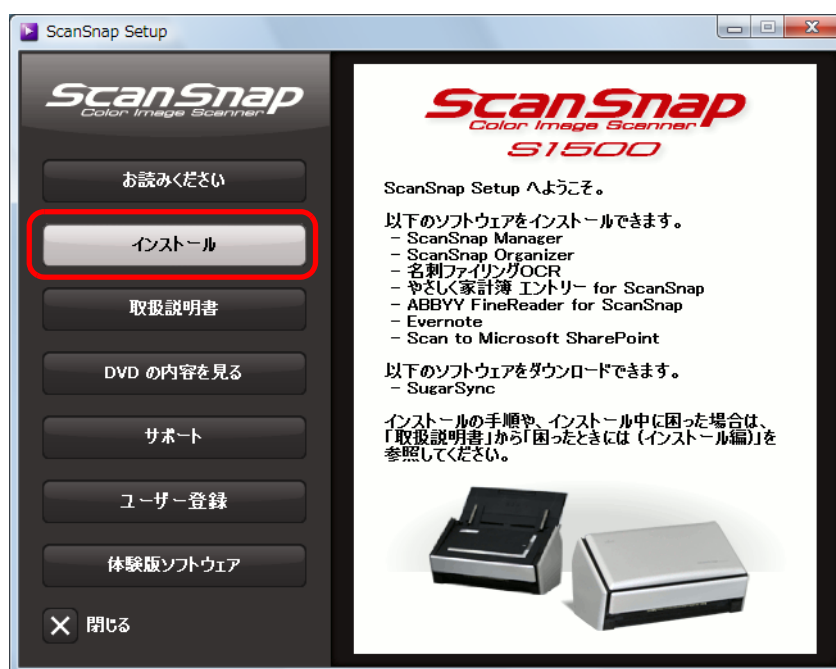 ScanSnap Setup
ScanSnap
Color Image Scanner
お読みください
インストール
取扱説明書
DVD の内容を見る
サポート
ユーザー登録
体験版ソフトウェア
閉じる
ScanSnap
Color Image Scanner
S1500
ScanSnap Setup へようこそ。
以下のソフトウェアをインストールできます。
- ScanSnap Manager
- ScanSnap Organizer
- 名刺ファイリングOCR
- やさしく家計簿 エントリー for ScanSnap
- ABBYY FineReader for ScanSnap
- Evernote
- Scan to Microsoft SharePoint
以下のソフトウェアをダウンロードできます。
- SugarSync
インストールの手順や、インストール中に困った場合は、
「取扱説明書」から「困ったときには (インストール編)」を
参照してください。